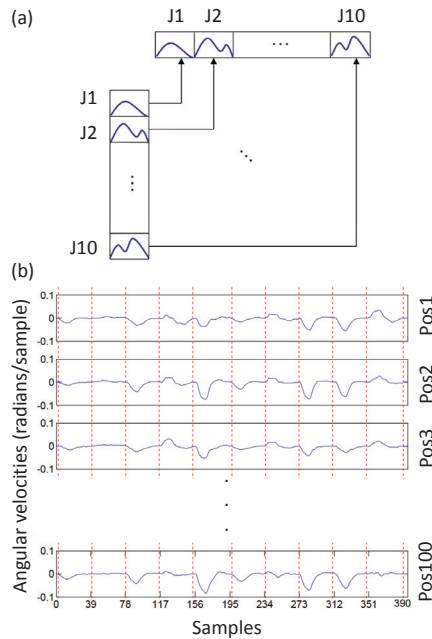 (a)
J1 J2 J10
...
J1
J2
J10
(b)
Angular velocities (radians/sample)
0.1
0
-0.1
Pos1
0.1
0
-0.1
Pos2
0.1
0
-0.1
Pos3
0.1
0
-0.1
Pos100
0 39 78 117 156 195 234 273 312 351 390
Samples